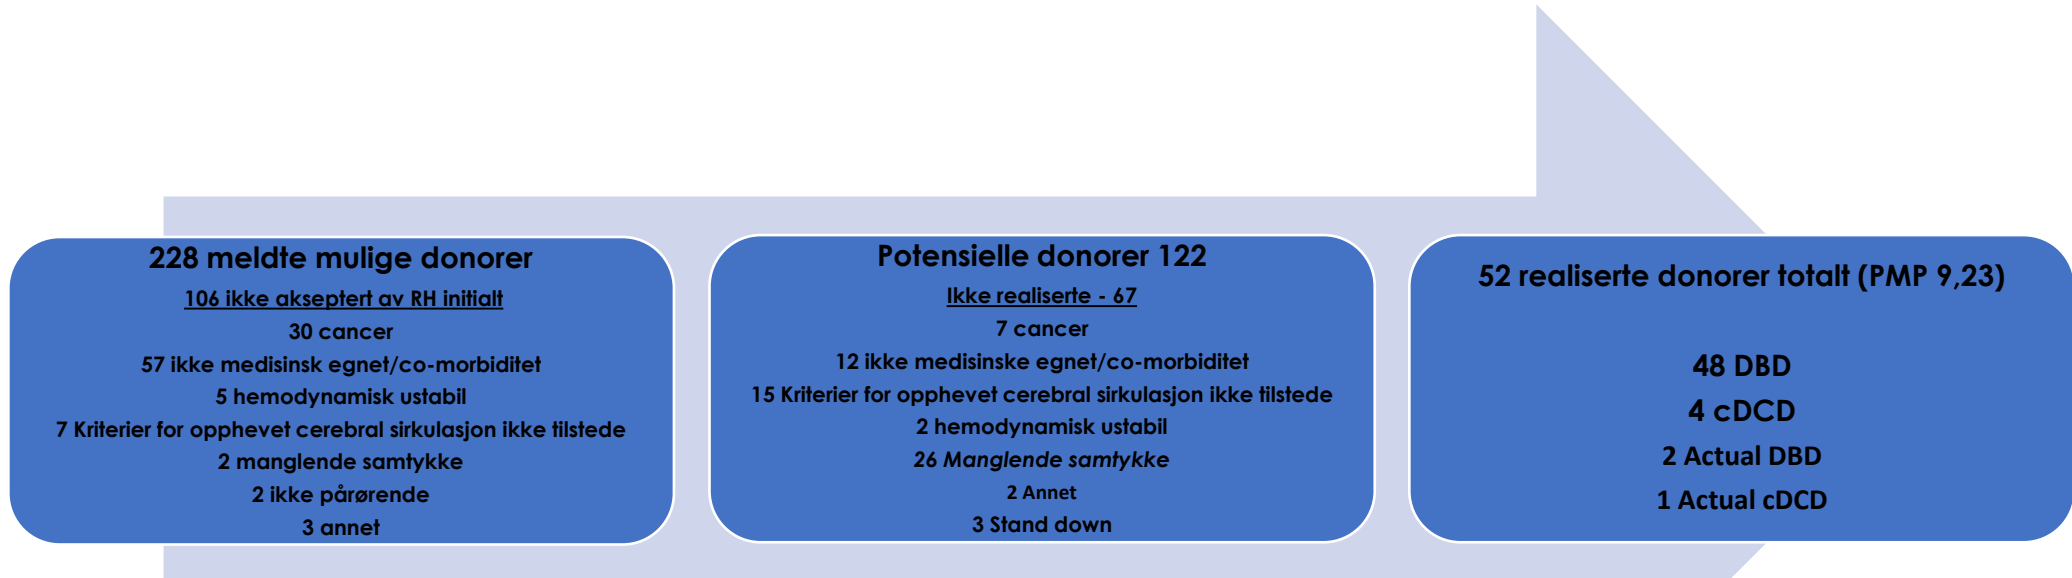 228 meldte mulige donorer
106 ikke akseptert av RH initialt
30 cancer
57 ikke medisinsk egnet/co-morbiditet
5 hemodynamisk ustabil
7 Kriterier for opphevet cerebral sirkulasjon ikke tilstede
2 manglende samtykke
2 ikke pårørende
3 annet
Potensielle donorer 122
Ikke realiserte - 67
7 cancer
12 ikke medisinske egnet/co-morbiditet
15 Kriterier for opphevet cerebral sirkulasjon ikke tilstede
2 hemodynamisk ustabil
26 Manglende samtykke
2 Annet
3 Stand down
52 realiserte donorer totalt (PMP 9,23)
48 DBD
4 cDCD
2 Actual DBD
1 Actual cDCD